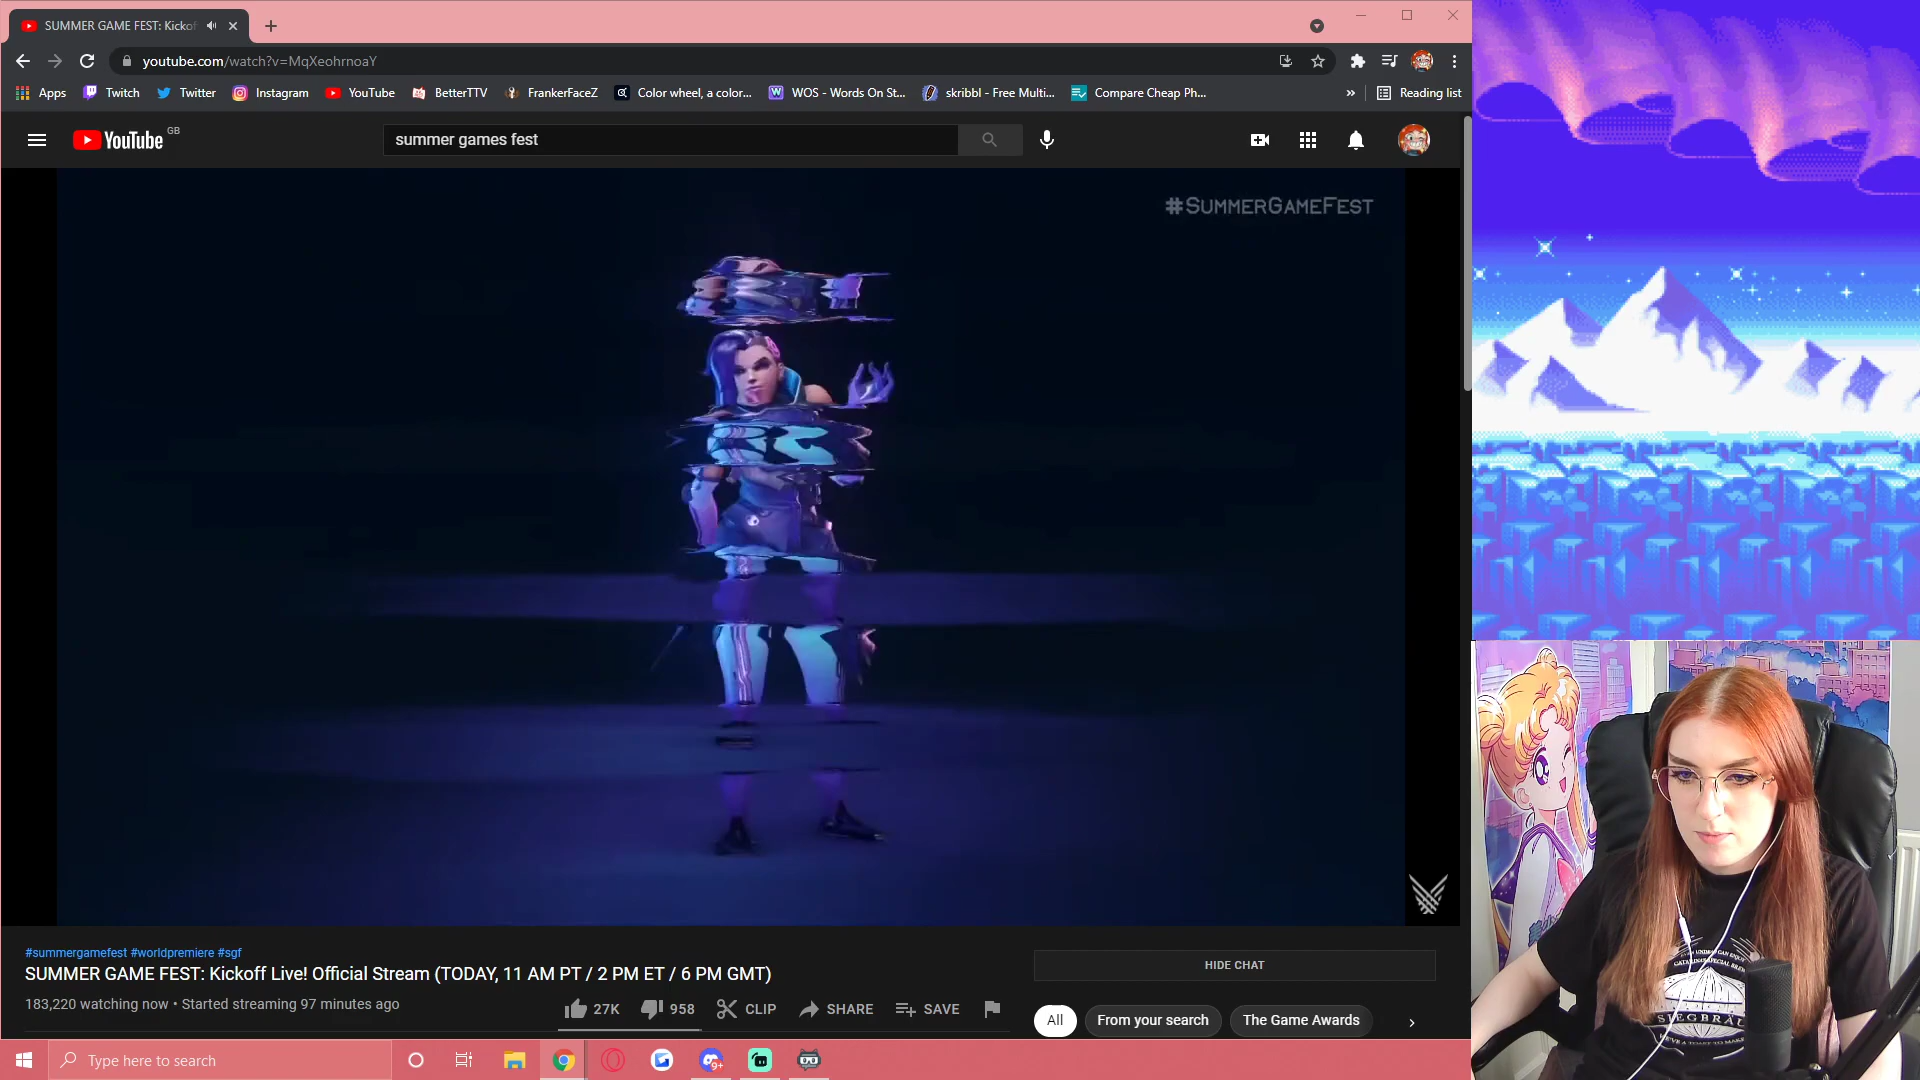 SUMMER GAME FEST: Kickof
youtube.com/watch?v=MqXeohrnoaY
Apps Twitch Twitter Instagram YouTube BetterTTV FrankerFaceZ Color wheel, a color... WOS - Words On St... skribbl - Free Multi... Compare Cheap Ph... » Reading list
YouTube GB
summer games fest
#SUMMERGAMEFEST
#summergamefest #worldpremiere #sgf
SUMMER GAME FEST: Kickoff Live! Official Stream (TODAY, 11 AM PT / 2 PM ET / 6 PM GMT)
183,220 watching now • Started streaming 97 minutes ago
27K 958 CLIP SHARE SAVE
HIDE CHAT
All From your search The Game Awards
Type here to search
9+
SIEGBRÄU